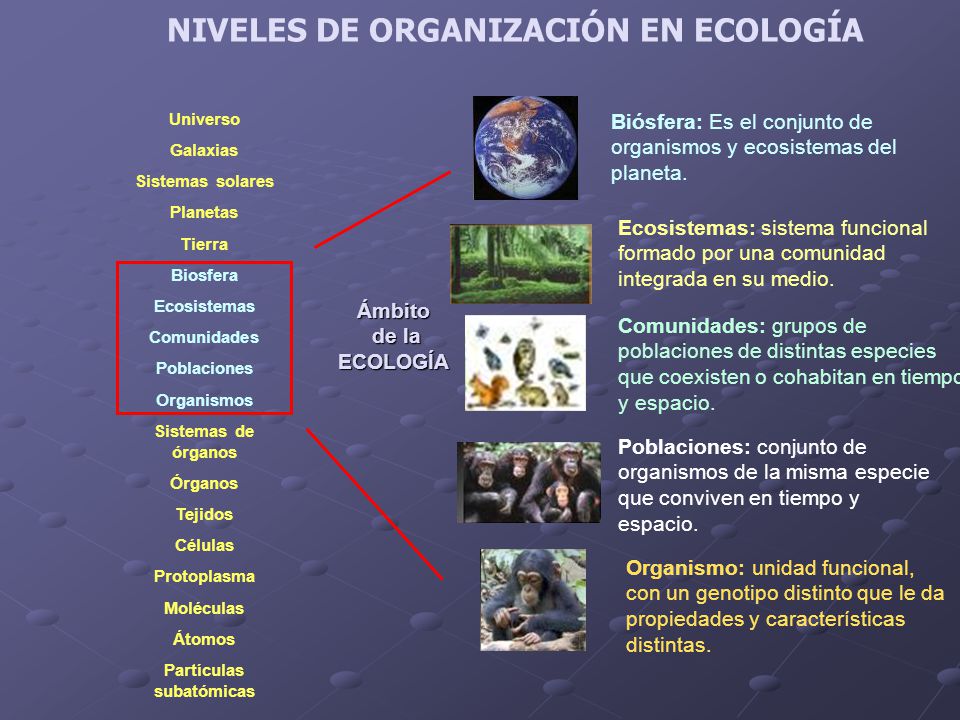 NIVELES DE ORGANIZACIÓN EN ECOLOGÍA
Universo
Galaxias
Sistemas solares
Planetas
Tierra
Biosfera
Ecosistemas
Comunidades
Poblaciones
Organismos
Sistemas de
órganos
Órganos
Tejidos
Células
Protoplasma
Moléculas
Átomos
Partículas
subatómicas
Ámbito
de la
ECOLOGÍA
Biósfera: Es el conjunto de
organismos y ecosistemas del
planeta.
Ecosistemas: sistema funcional
formado por una comunidad
integrada en su medio.
Comunidades: grupos de
poblaciones de distintas especies
que coexisten o cohabitan en tiempo
y espacio.
Poblaciones: conjunto de
organismos de la misma especie
que conviven en tiempo y
espacio.
Organismo: unidad funcional,
con un genotipo distinto que le da
propiedades y características
distintas.